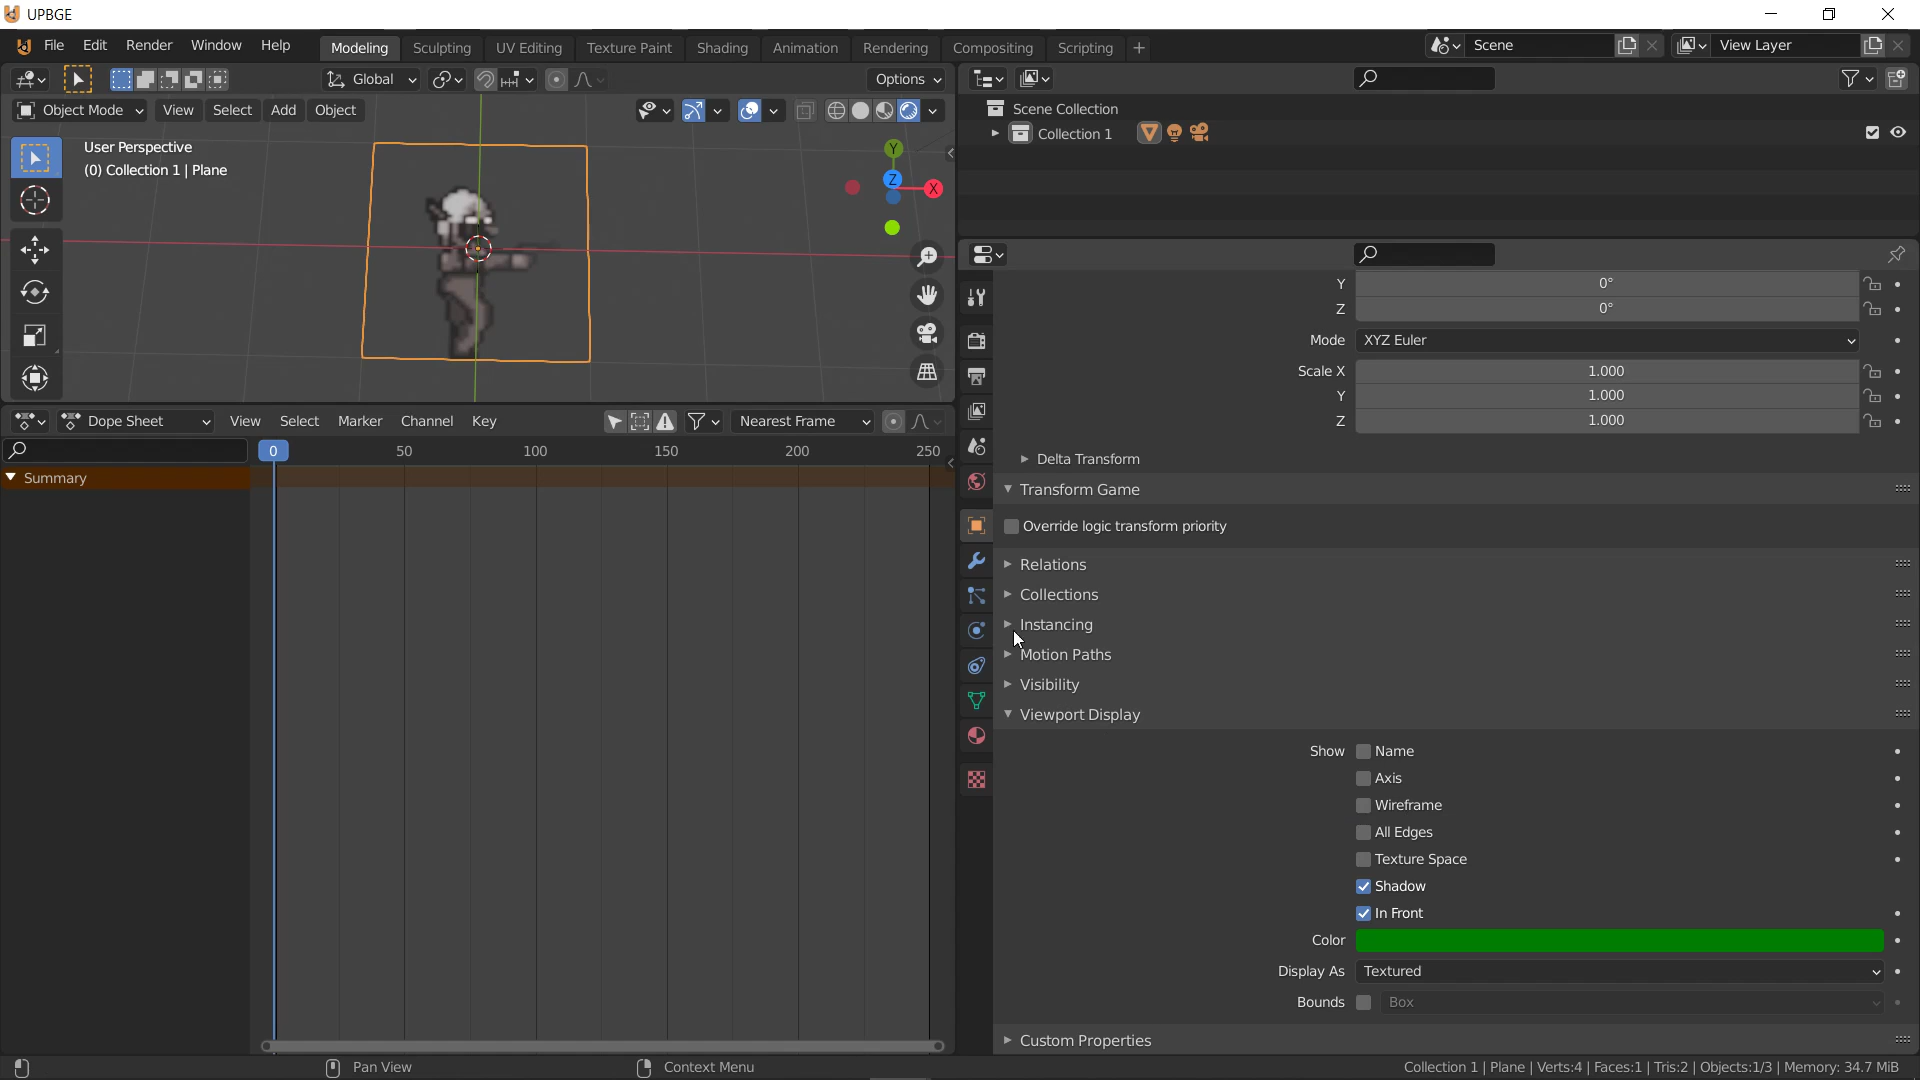 UPBGE
File Edit Render Window Help Modeling Sculpting UV Editing Texture Paint Shading Animation Rendering Compositing Scripting + Scene View Layer
Global Options
Object Mode View Select Add Object
User Perspective
(0) Collection 1 | Plane
Y
Z
X
Scene Collection
Collection 1
Y 0°
Z 0°
Mode XYZ Euler
Scale X 1.000
Y 1.000
Z 1.000
Delta Transform
Transform Game
Override logic transform priority
Relations
Collections
Instancing
Motion Paths
Visibility
Viewport Display
Show Name
Axis
Wireframe
All Edges
Texture Space
Shadow
In Front
Color
Display As Textured
Bounds Box
Custom Properties
Dope Sheet View Select Marker Channel Key Nearest Frame
0 50 100 150 200 250
Summary
Pan View Context Menu Collection 1 | Plane | Verts:4 | Faces:1 | Tris:2 | Objects:1/3 | Memory: 34.7 MiB